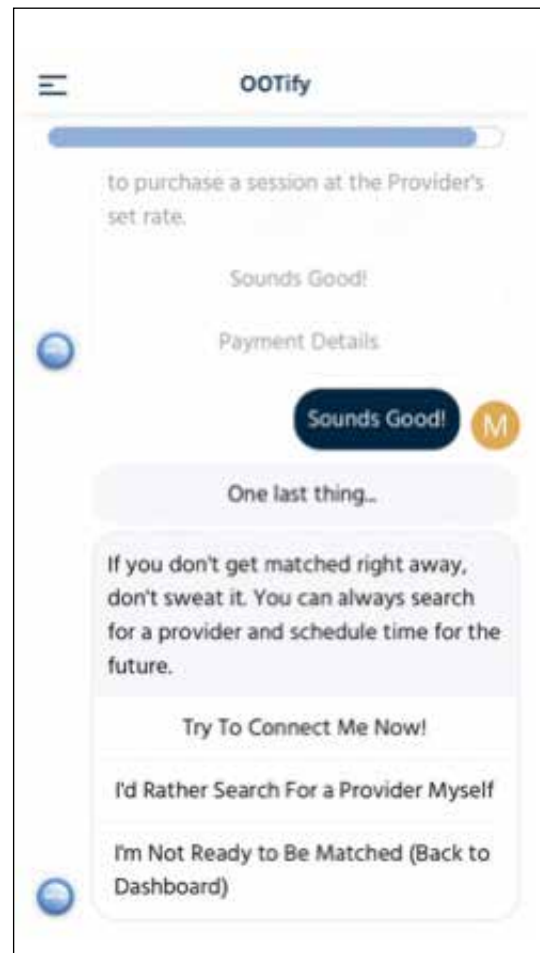 OOTify
to purchase a session at the Provider's
set rate.
Sounds Good!
Payment Details
Sounds Good!
M
One last thing...
If you don't get matched right away,
don't sweat it. You can always search
for a provider and schedule time for the
future.
Try To Connect Me Now!
I'd Rather Search For a Provider Myself
I'm Not Ready to Be Matched (Back to
Dashboard)